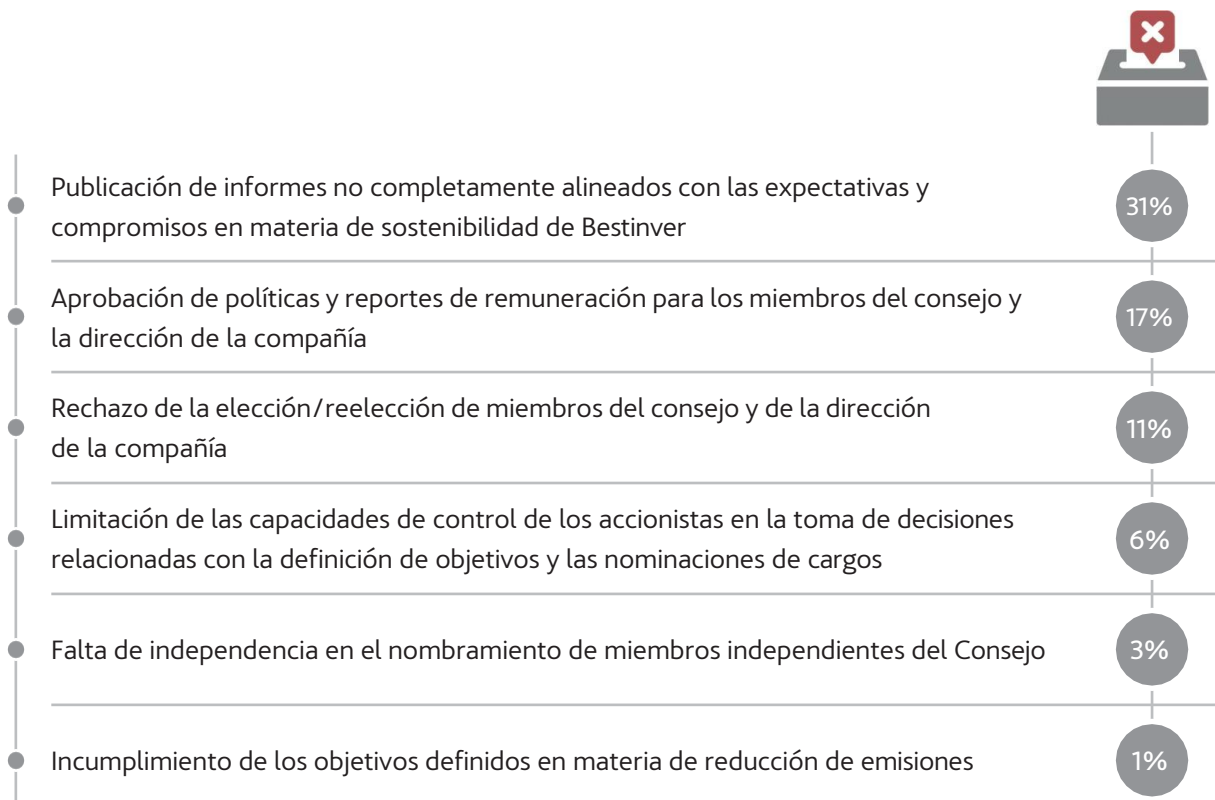 Publicación de informes no completamente alineados con las expectativas y
compromisos en materia de sostenibilidad de Bestinver
31%
Aprobación de políticas y reportes de remuneración para los miembros del consejo y
la dirección de la compañía
17%
Rechazo de la elección/reelección de miembros del consejo y de la dirección
de la compañía
11%
Limitación de las capacidades de control de los accionistas en la toma de decisiones
relacionadas con la definición de objetivos y las nominaciones de cargos
6%
Falta de independencia en el nombramiento de miembros independientes del Consejo
3%
Incumplimiento de los objetivos definidos en materia de reducción de emisiones
1%